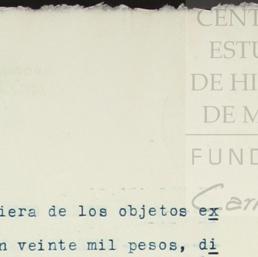 CENT
ESTU
DE HI
DE M
FUND
Car
iera de los objetos ex
n veinte mil pesos, di